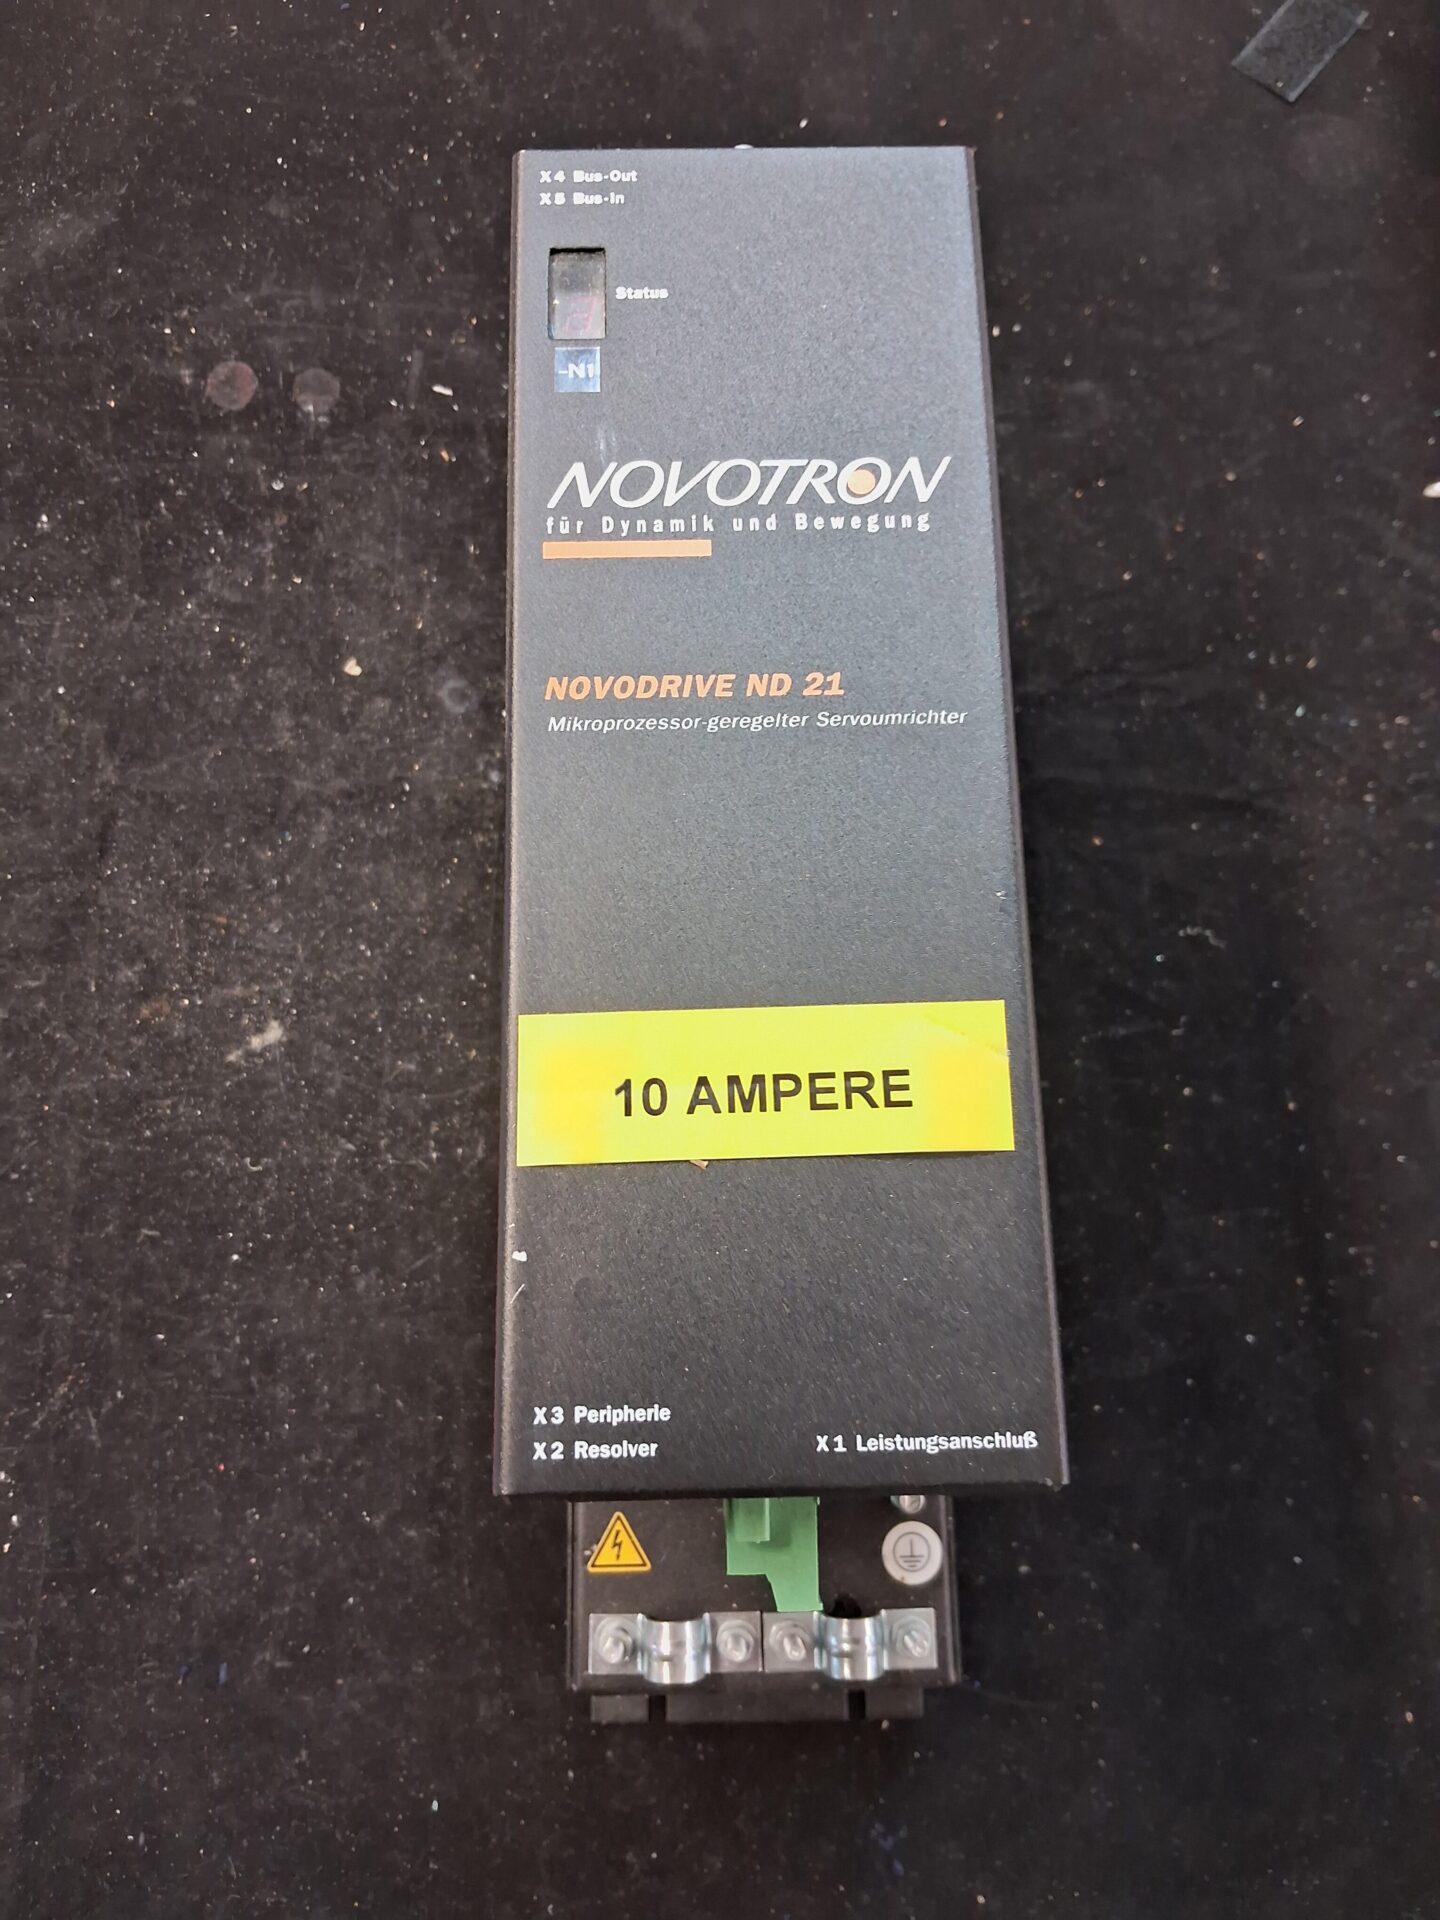 X4 Bus-Out
X5 Bus-In
Status
-N1
NOVOTRON
für Dynamik und Bewegung
NOVODRIVE ND 21
Mikroprozessor-geregelter Servoumrichter
10 AMPERE
X3 Peripherie
X2 Resolver
X1 Leistungsanschluß